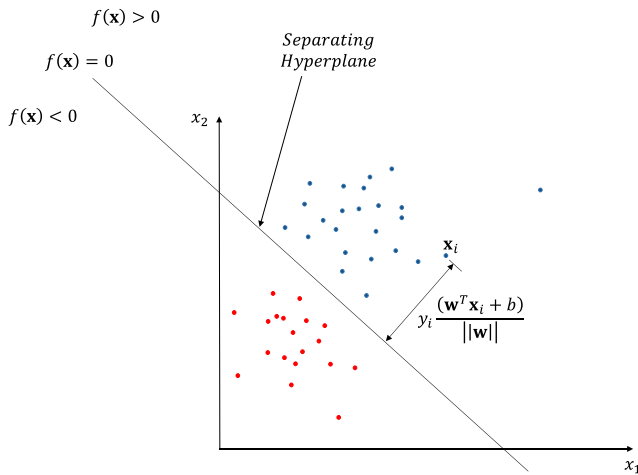 f(𝐱) > 0
Separating
Hyperplane
f(𝐱) = 0
f(𝐱) < 0
x₂
𝐱ᵢ
yᵢ (𝐰ᵀ𝐱ᵢ + b) / ||𝐰||
x₁